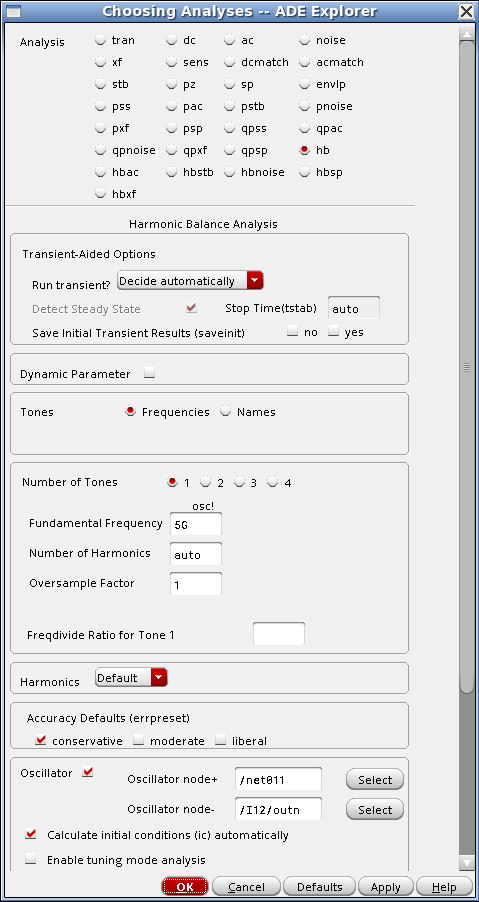 Choosing Analyses -- ADE Explorer
Analysis tran dc ac noise
xf sens dcmatch acmatch
stb pz sp envlp
pss pac pstb pnoise
pxf psp qpss qpac
qpnoise qpxf qpsp hb
hbac hbstb hbnoise hbsp
hbxf
Harmonic Balance Analysis
Transient-Aided Options
Run transient? Decide automatically
Detect Steady State Stop Time(tstab) auto
Save Initial Transient Results (saveinit) no yes
Dynamic Parameter
Tones Frequencies Names
Number of Tones 1 2 3 4
osc!
Fundamental Frequency 5G
Number of Harmonics auto
Oversample Factor 1
Freqdivide Ratio for Tone 1
Harmonics Default
Accuracy Defaults (errpreset)
conservative moderate liberal
Oscillator Oscillator node+ /net011 Select
Oscillator node- /I12/outn Select
Calculate initial conditions (ic) automatically
Enable tuning mode analysis
OK Cancel Defaults Apply Help